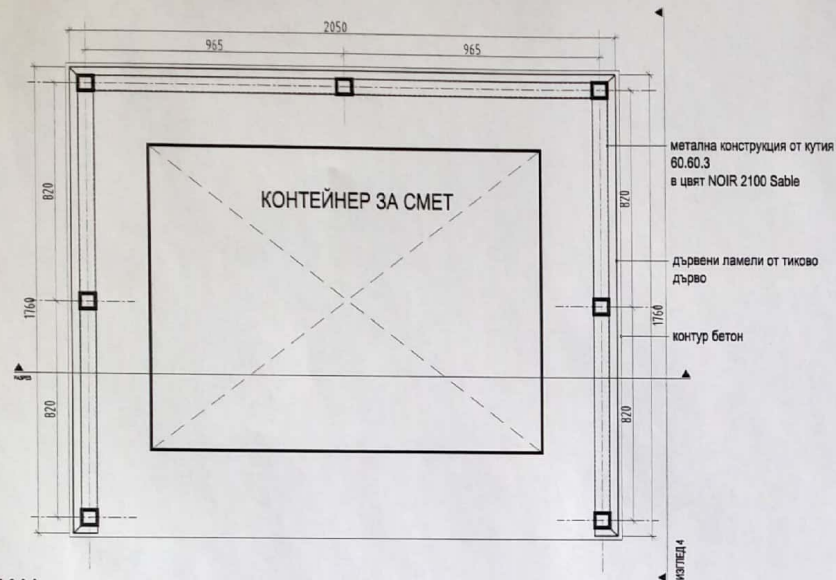 2050
965
965
метална конструкция от кутия
60.60.3
в цвят NOIR 2100 Sable
КОНТЕЙНЕР ЗА СМЕТ
820
820
дървени ламели от тиково
дърво
1760
1760
контур бетон
РАЗРЕЗ
820
820
ИЗГЛЕД 4